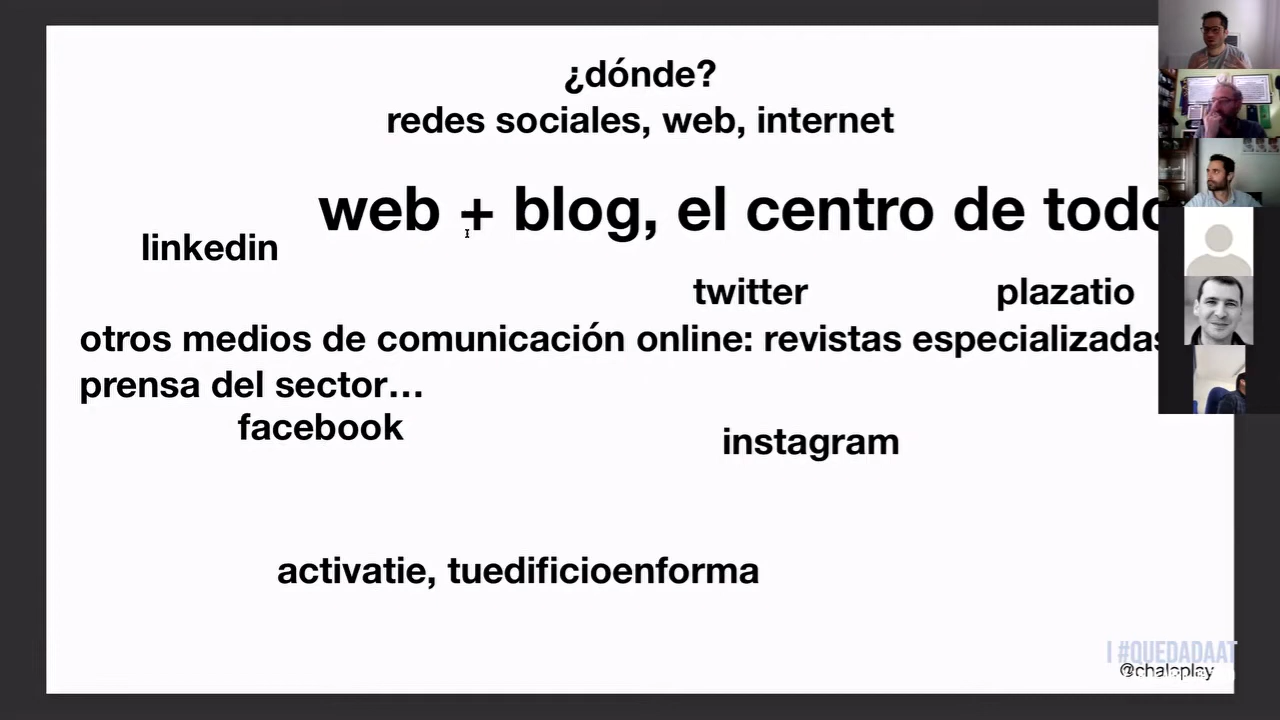 ¿dónde?
redes sociales, web, internet
web + blog, el centro de todo
linkedin
twitter
plazatio
otros medios de comunicación online: revistas especializadas
prensa del sector…
facebook
instagram
activatie, tuedificioenforma
I #QUEDADAAT
@chaloplay